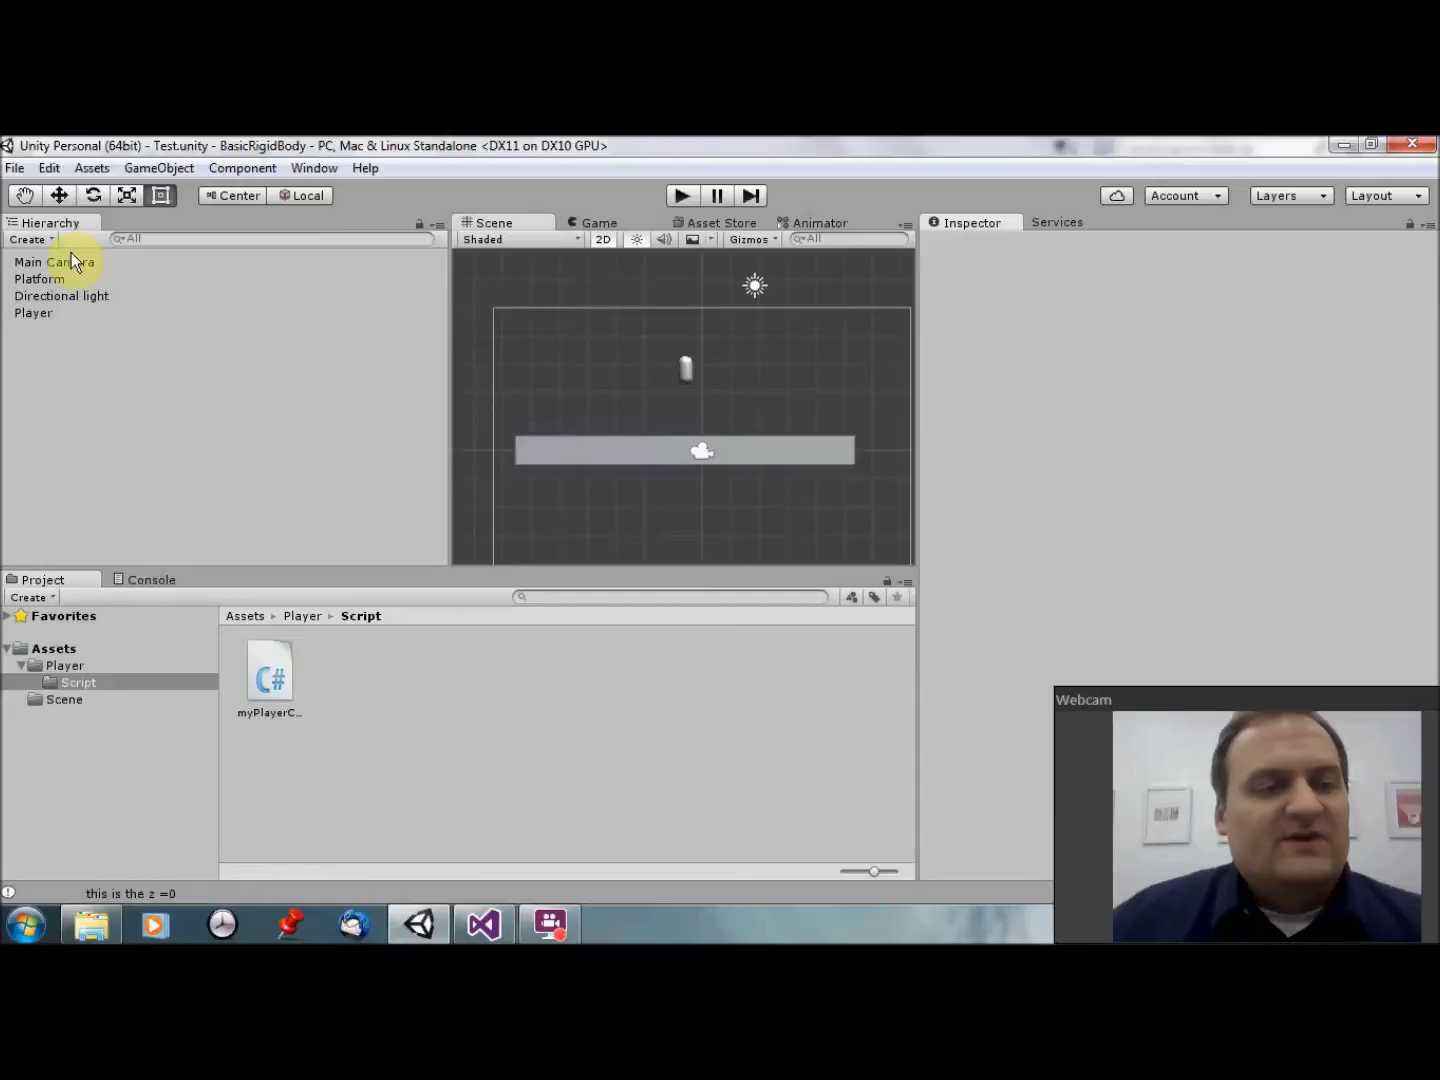 Unity Personal (64bit) - Test.unity - BasicRigidBody - PC, Mac & Linux Standalone <DX11 on DX10 GPU>
File Edit Assets GameObject Component Window Help
Center Local Account Layers Layout
Hierarchy Scene Game Asset Store Animator Inspector Services
Create All Shaded 2D Gizmos All
Main Camera
Platform
Directional light
Player
Project Console
Create
Favorites Assets Player Script
Assets
Player
Script
Scene
C#
myPlayerC...
Webcam
this is the z =0